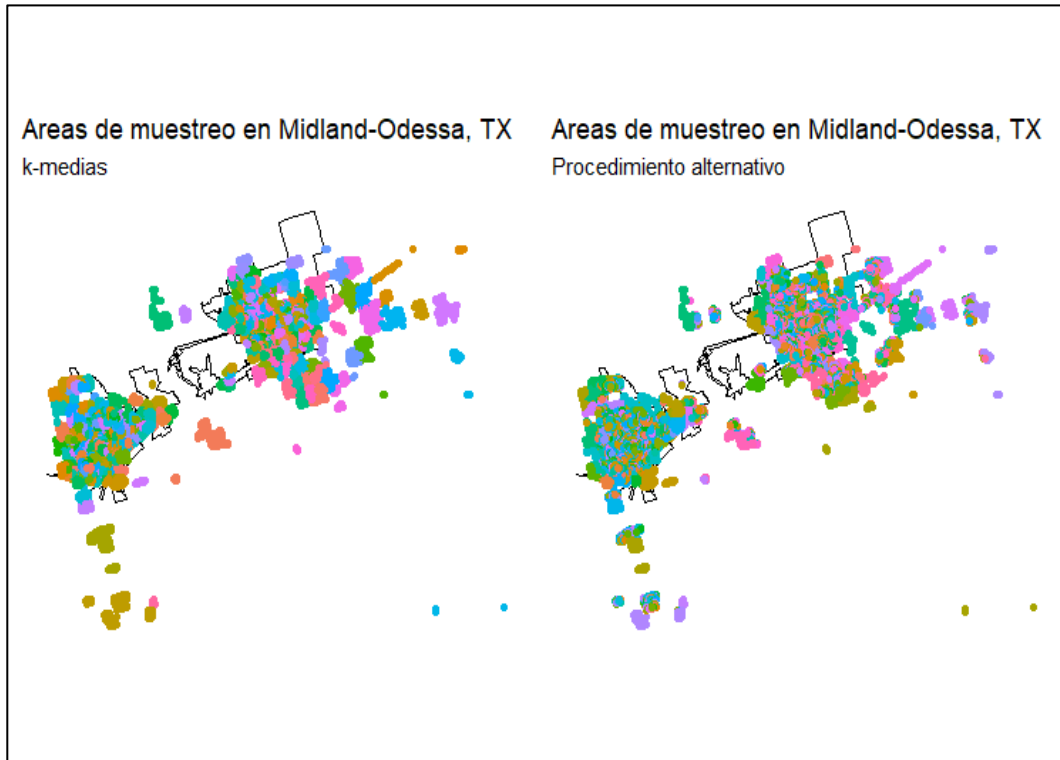 Areas de muestreo en Midland-Odessa, TX
k-medias
Areas de muestreo en Midland-Odessa, TX
Procedimiento alternativo